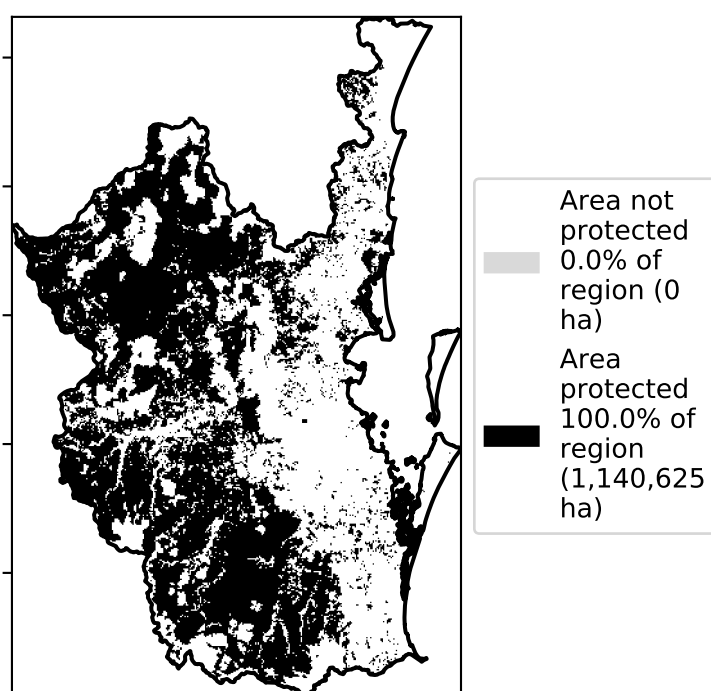 Area not
protected
0.0% of
region (0
ha)
Area
protected
100.0% of
region
(1,140,625
ha)